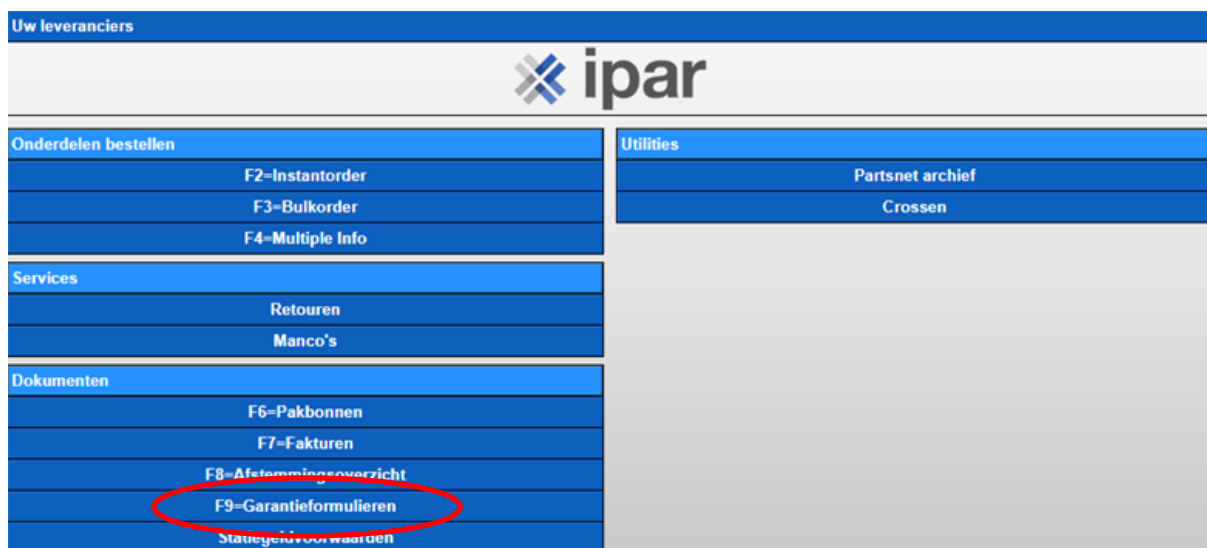 Uw leveranciers
ipar
Onderdelen bestellen
F2=Instantorder
F3=Bulkorder
F4=Multiple Info
Services
Retouren
Manco's
Dokumenten
F6=Pakbonnen
F7=Fakturen
F8=Afstemmingsoverzicht
F9=Garantieformulieren
Statiegeldvoorwaarden
Utilities
Partsnet archief
Crossen